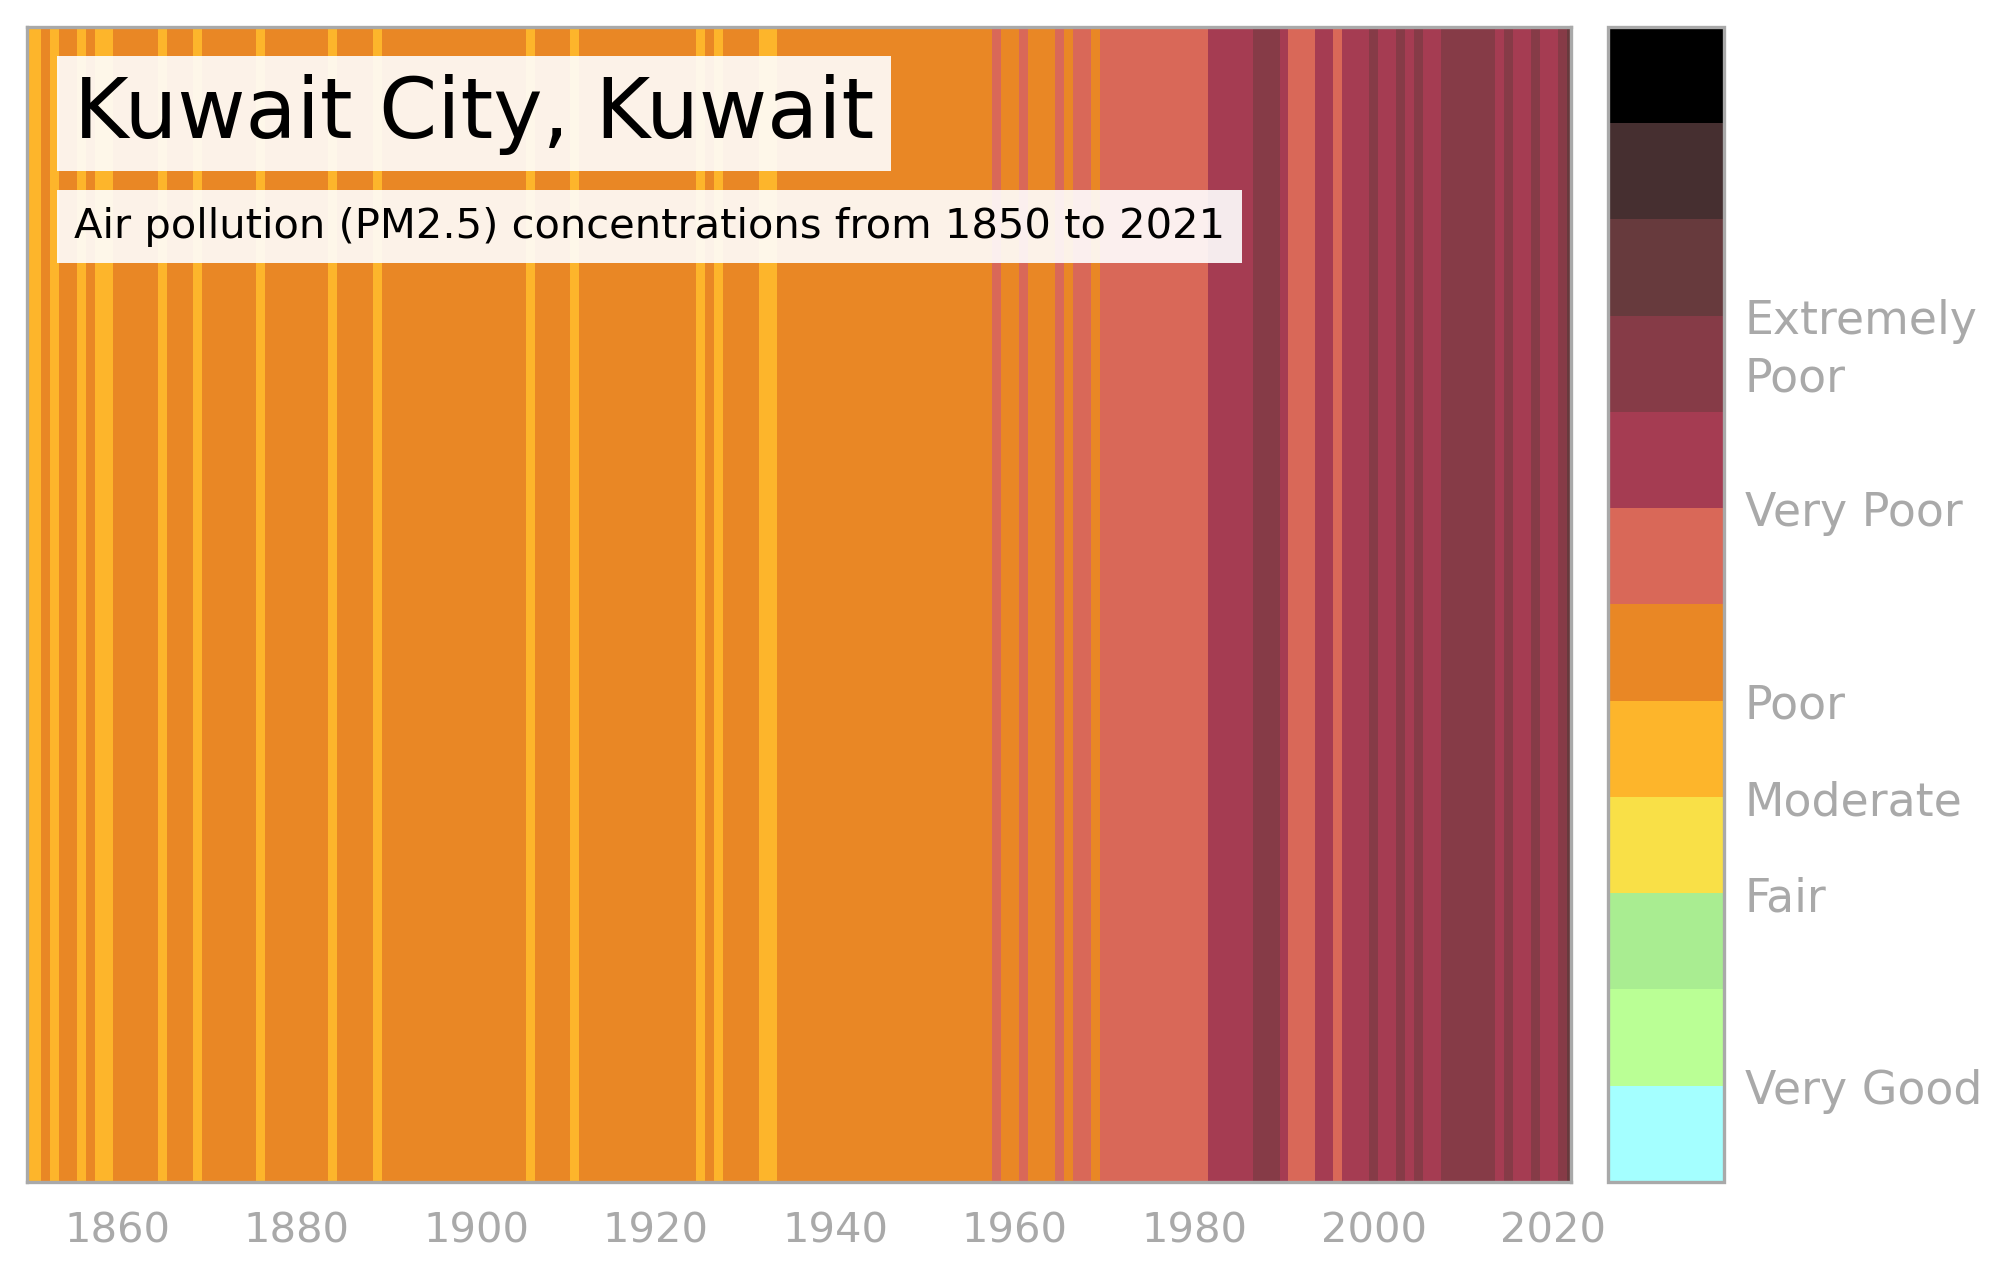 Kuwait City, Kuwait
Air pollution (PM2.5) concentrations from 1850 to 2021
Extremely
Poor
Very Poor
Poor
Moderate
Fair
Very Good
1860 1880 1900 1920 1940 1960 1980 2000 2020